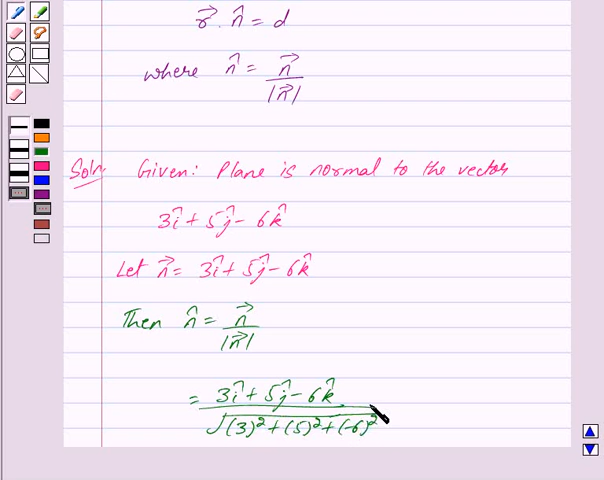 r⃗ . n̂ = d
where n̂ = n⃗ / |n⃗|
Soln: Given: Plane is normal to the vector
3î + 5ĵ - 6k̂
Let n⃗ = 3î + 5ĵ - 6k̂
Then n̂ = n⃗ / |n⃗|
= 3î + 5ĵ - 6k̂ / √(3)² + (5)² + (-6)²